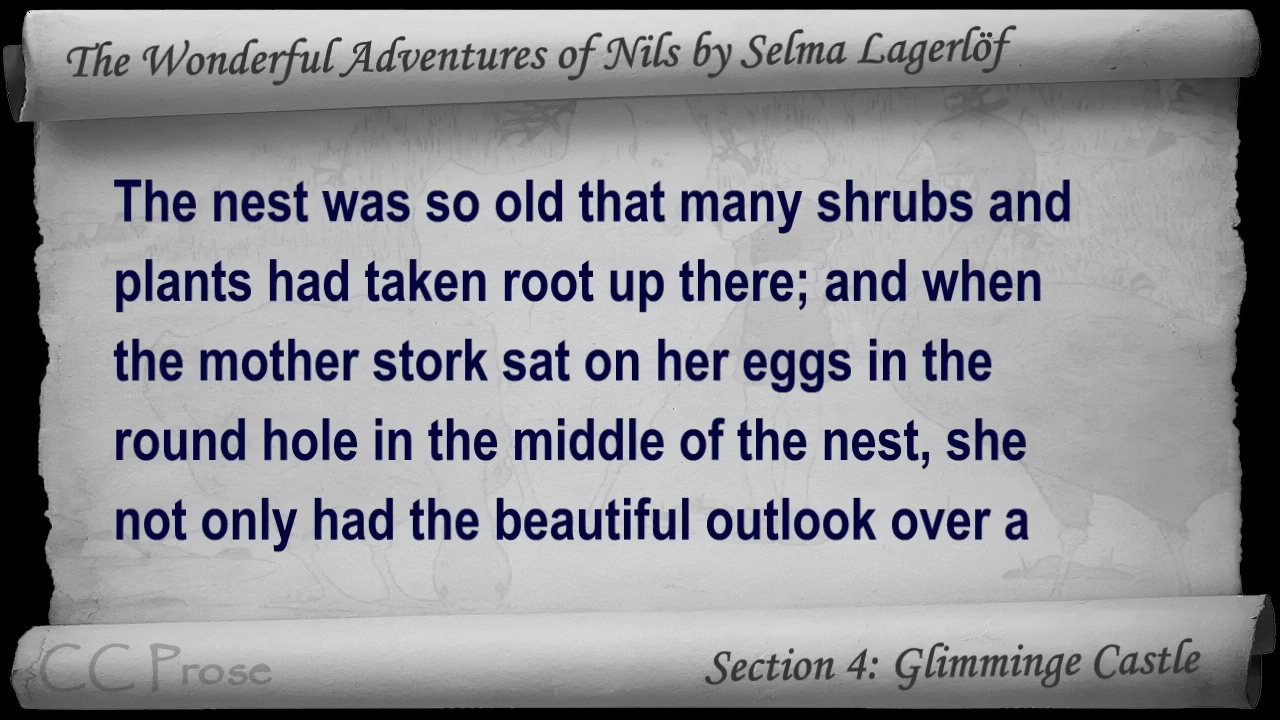 The Wonderful Adventures of Nils by Selma Lagerlöf
The nest was so old that many shrubs and
plants had taken root up there; and when
the mother stork sat on her eggs in the
round hole in the middle of the nest, she
not only had the beautiful outlook over a
CC Prose
Section 4: Glimminge Castle